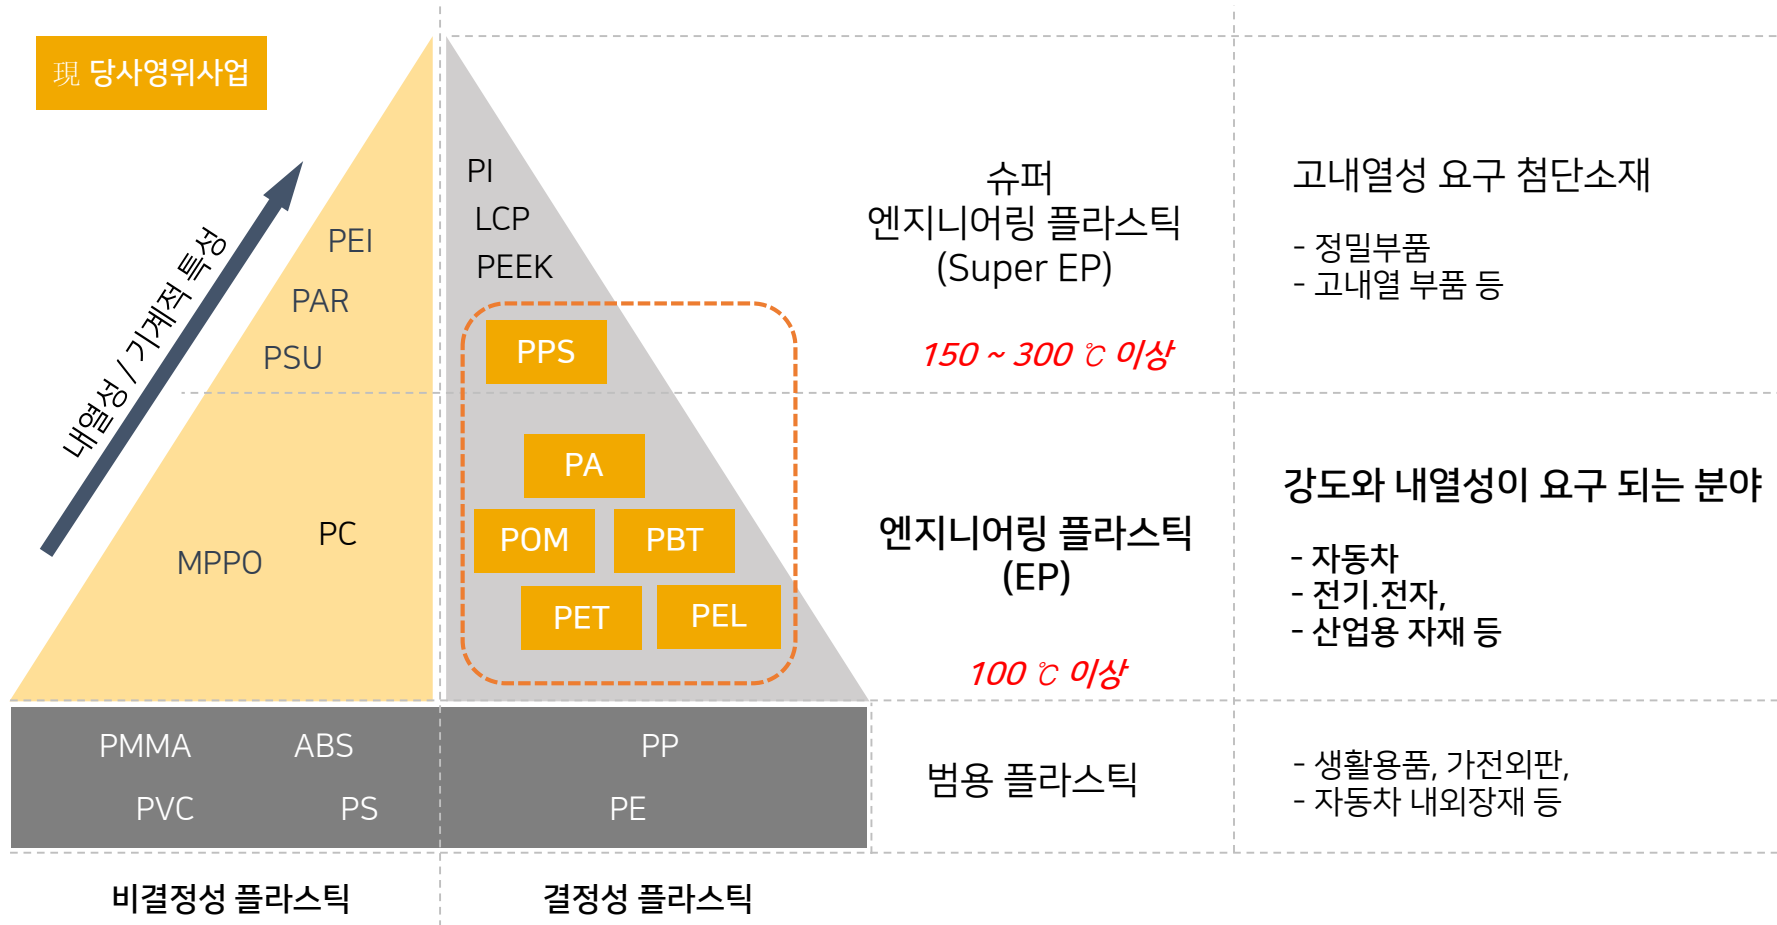 現 당사영위사업
내열성 / 기계적 특성
PEI
PAR
PSU
MPPO
PC
PI
LCP
PEEK
PPS
PA
POM
PBT
PET
PEL
슈퍼
엔지니어링 플라스틱
(Super EP)
150 ~ 300 ℃ 이상
고내열성 요구 첨단소재
- 정밀부품
- 고내열 부품 등
엔지니어링 플라스틱
(EP)
100 ℃ 이상
강도와 내열성이 요구 되는 분야
- 자동차
- 전기.전자,
- 산업용 자재 등
PMMA
ABS
PP
PVC
PS
PE
범용 플라스틱
- 생활용품, 가전외판,
- 자동차 내외장재 등
비결정성 플라스틱
결정성 플라스틱